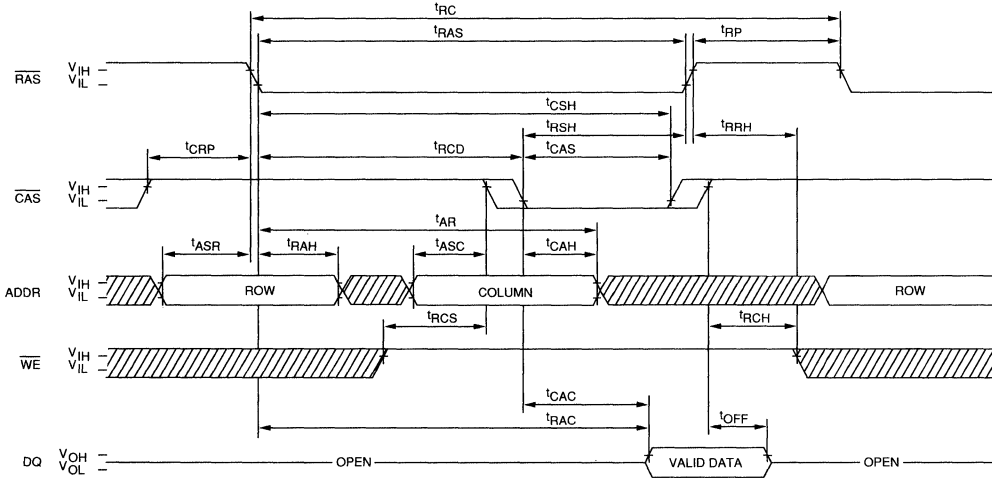 tRC
tRAS tRP
RAS VIH
VIL
tCSH
tRSH tRRH
tCRP tRCD tCAS
CAS VIH
VIL
tAR
tASR tRAH tASC tCAH
ADDR VIH
VIL
ROW COLUMN ROW
tRCS tRCH
WE VIH
VIL
tCAC
tRAC tOFF
DQ VOH
VOL
OPEN VALID DATA OPEN